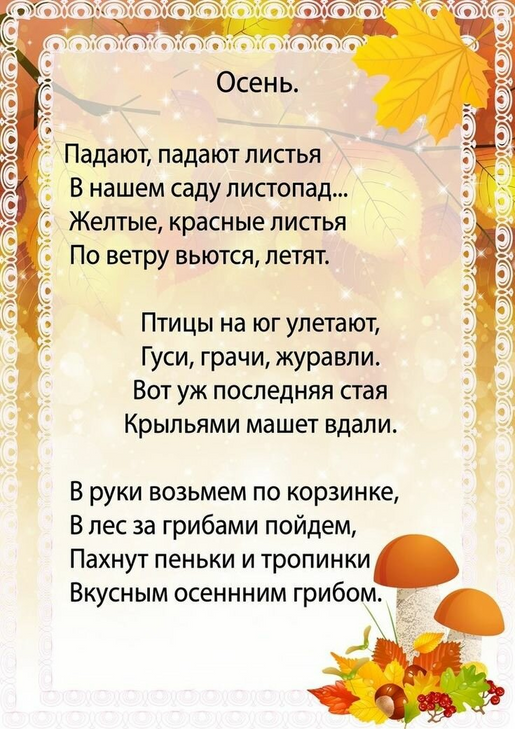 Осень.
Падают, падают листья
В нашем саду листопад...
Желтые, красные листья
По ветру вьются, летят.
Птицы на юг улетают,
Гуси, грачи, журавли.
Вот уж последняя стая
Крыльями машет вдали.
В руки возьмем по корзинке,
В лес за грибами пойдем,
Пахнут пеньки и тропинки
Вкусным осеннним грибом.